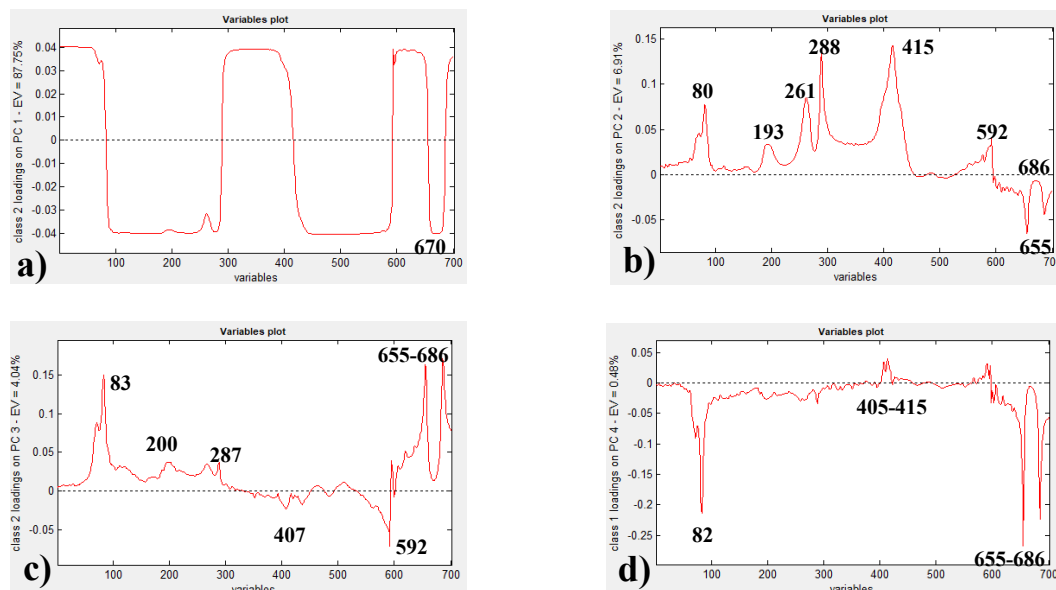 Variables plot
class 2 loadings on PC 1 - EV = 87.75%
0.04
0.03
0.02
0.01
0
-0.01
-0.02
-0.03
-0.04
670
100 200 300 400 500 600 700
variables
a)
Variables plot
class 2 loadings on PC 2 - EV = 6.91%
0.15
0.1
0.05
0
-0.05
80
193
261
288
415
592
686
655
100 200 300 400 500 600 700
variables
b)
Variables plot
class 2 loadings on PC 3 - EV = 4.04%
0.15
0.1
0.05
0
-0.05
83
200
287
407
592
655-686
100 200 300 400 500 600 700
variables
c)
Variables plot
class 1 loadings on PC 4 - EV = 0.48%
0.05
0
-0.05
-0.1
-0.15
-0.2
-0.25
82
405-415
655-686
100 200 300 400 500 600 700
variables
d)